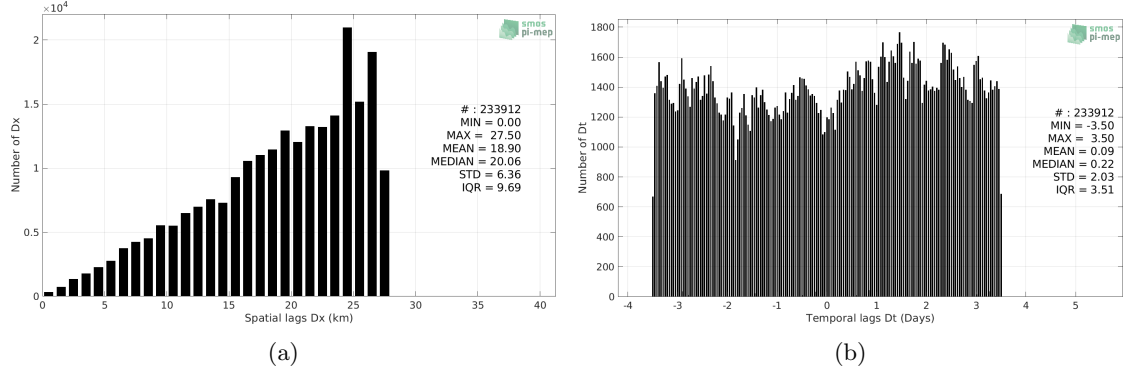 ×10⁴
2
1.5
1
0.5
0
Number of Dx
0 5 10 15 20 25 30 35 40
Spatial lags Dx (km)
smos
pi-mep
# : 233912
MIN = 0.00
MAX = 27.50
MEAN = 18.90
MEDIAN = 20.06
STD = 6.36
IQR = 9.69
(a)
1800
1600
1400
1200
1000
800
600
400
200
0
Number of Dt
-4 -3 -2 -1 0 1 2 3 4 5
Temporal lags Dt (Days)
smos
pi-mep
# : 233912
MIN = -3.50
MAX = 3.50
MEAN = 0.09
MEDIAN = 0.22
STD = 2.03
IQR = 3.51
(b)